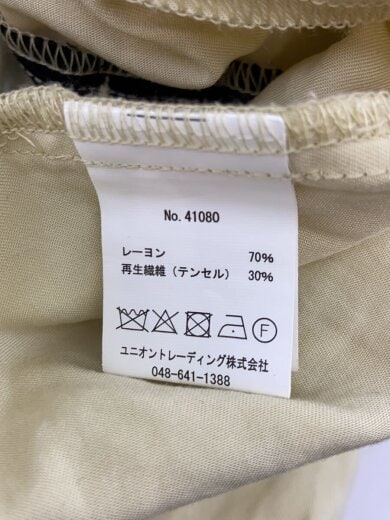 No. 41080
レーヨン 70%
再生繊維（テンセル） 30%
F
ユニオントレーディング株式会社
048-641-1388